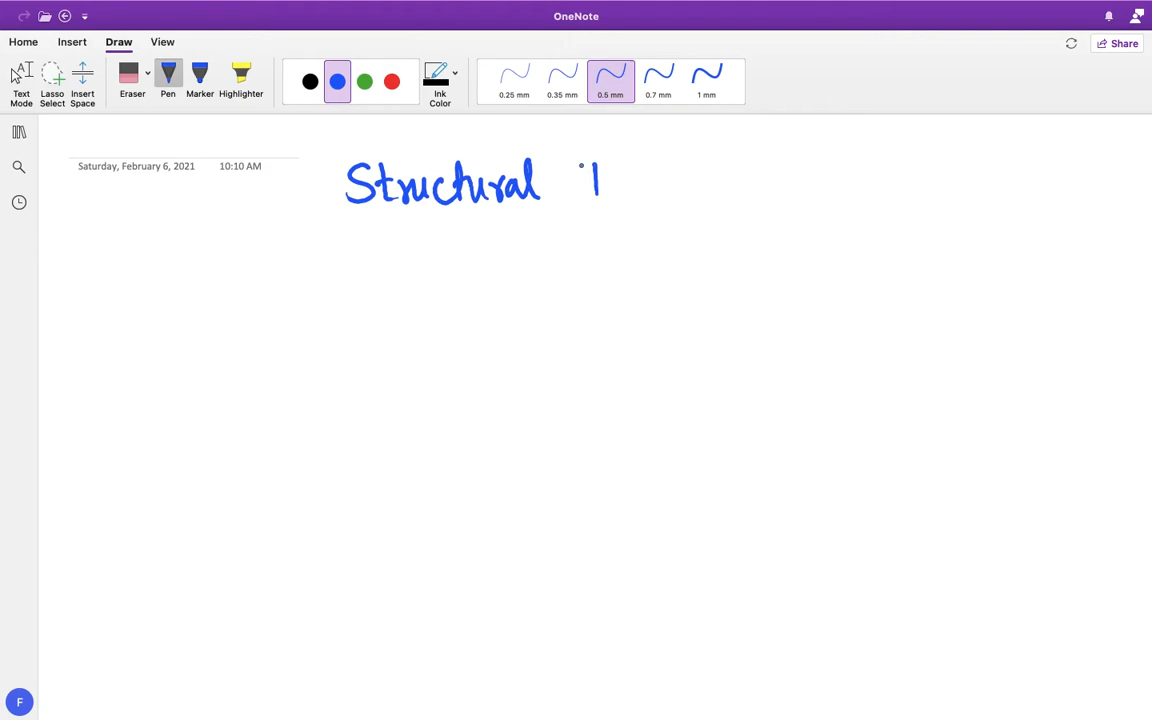 OneNote
Home Insert Draw View
Share
Text Mode
Lasso Select
Insert Space
Eraser
Pen
Marker
Highlighter
Ink Color
0.25 mm
0.35 mm
0.5 mm
0.7 mm
1 mm
Saturday, February 6, 2021 10:10 AM
Structural
F